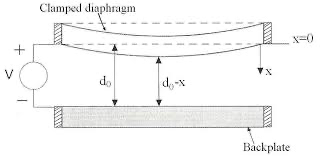 Clamped diaphragm
x=0
+
V
d₀
d₀-x
x
−
Backplate